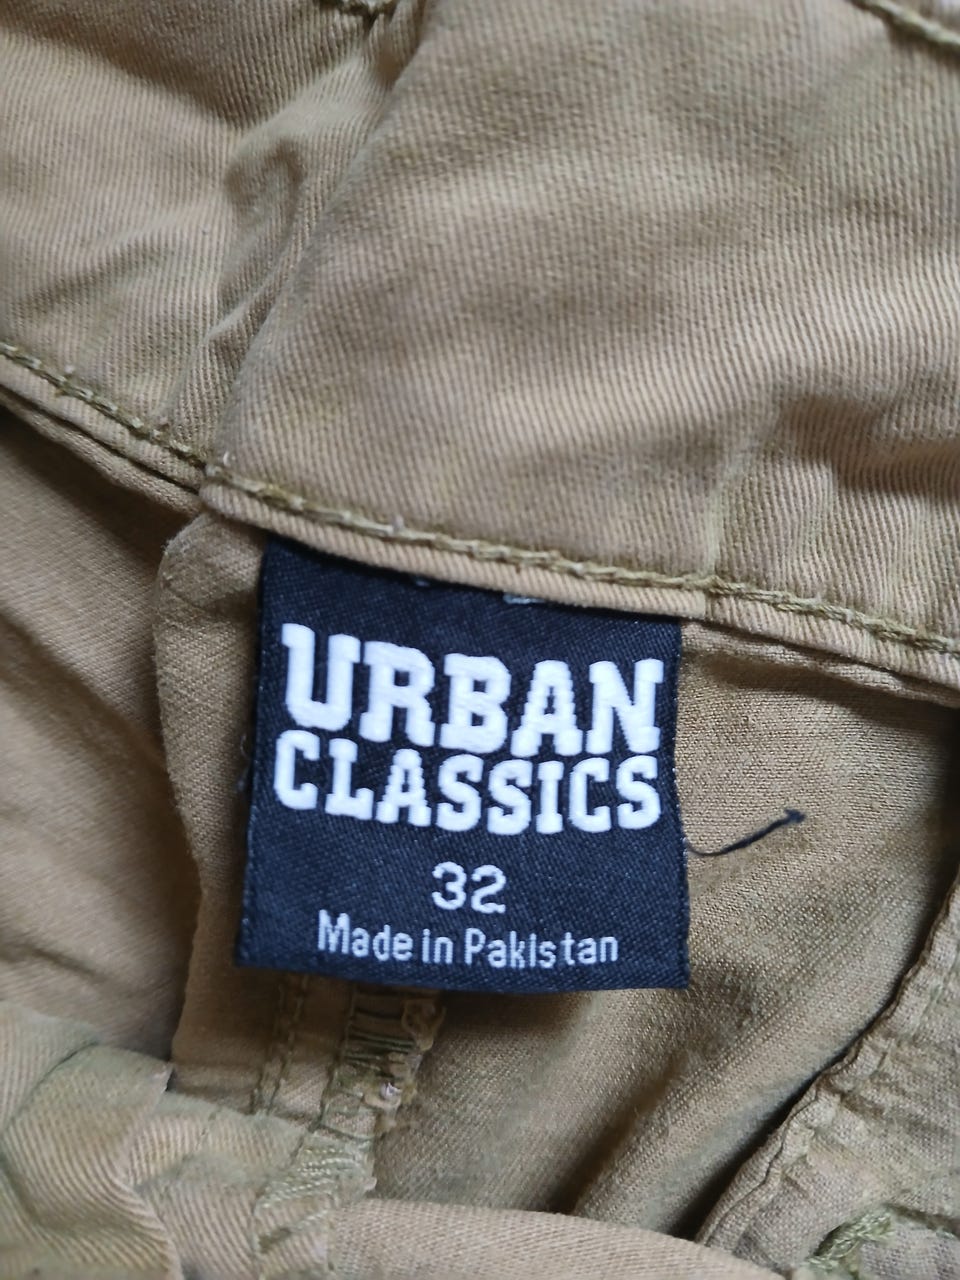 URBAN
CLASSICS
32
Made in Pakistan